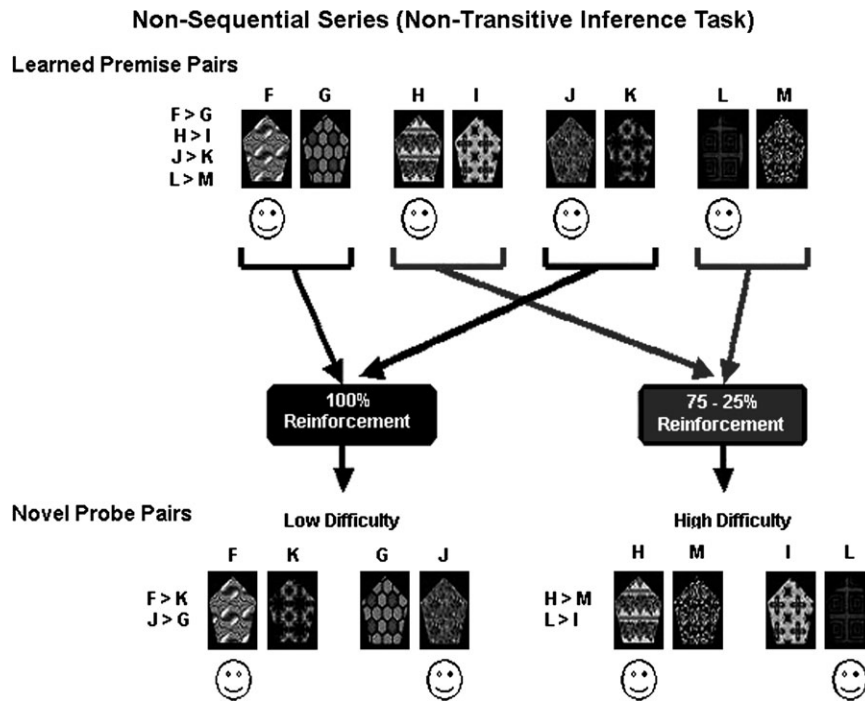 Non-Sequential Series (Non-Transitive Inference Task)
Learned Premise Pairs
F G H I J K L M
F > G
H > I
J > K
L > M
100%
Reinforcement
75 - 25%
Reinforcement
Novel Probe Pairs
Low Difficulty
High Difficulty
F K G J H M I L
F > K
J > G
H > M
L > I